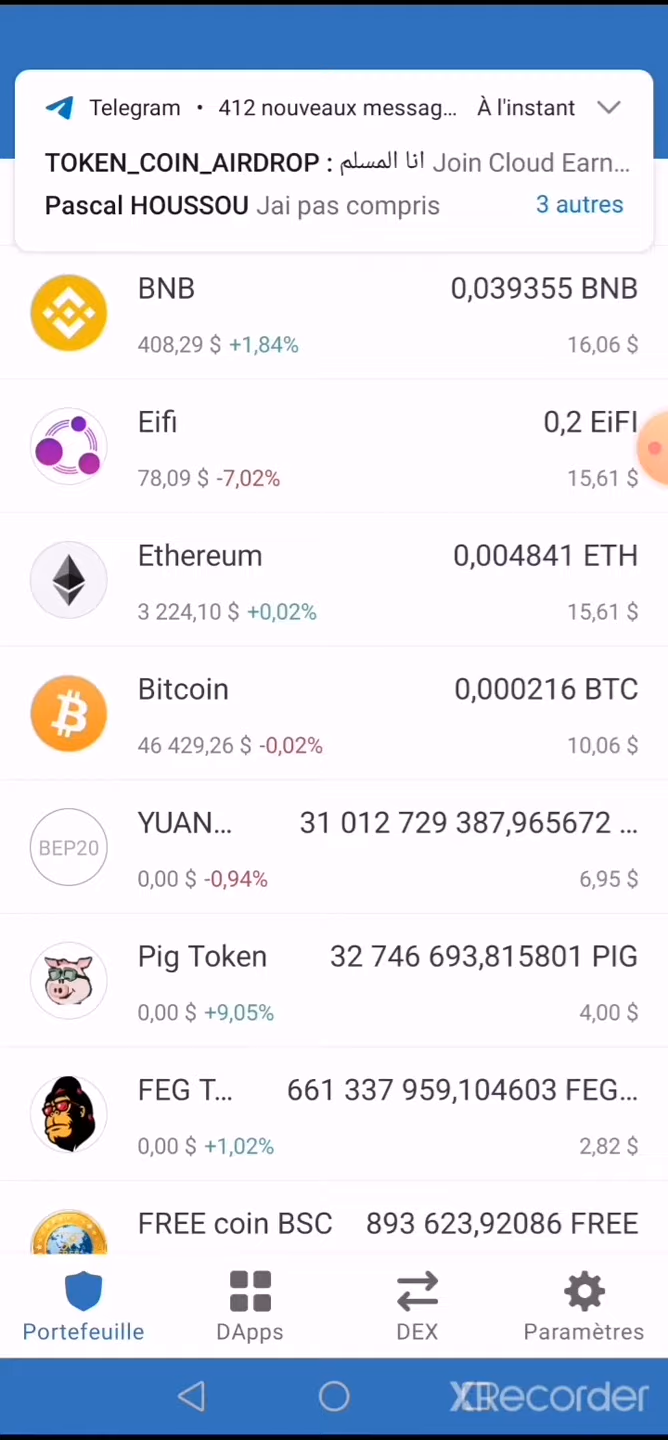 Telegram • 412 nouveaux messag... À l'instant
TOKEN_COIN_AIRDROP : انا المسلم Join Cloud Earn...
Pascal HOUSSOU Jai pas compris 3 autres
BNB 0,039355 BNB
408,29 $ +1,84% 16,06 $
Eifi 0,2 EiFI
78,09 $ -7,02% 15,61 $
Ethereum 0,004841 ETH
3 224,10 $ +0,02% 15,61 $
Bitcoin 0,000216 BTC
46 429,26 $ -0,02% 10,06 $
YUAN... 31 012 729 387,965672 ...
BEP20
0,00 $ -0,94% 6,95 $
Pig Token 32 746 693,815801 PIG
0,00 $ +9,05% 4,00 $
FEG T... 661 337 959,104603 FEG...
0,00 $ +1,02% 2,82 $
FREE coin BSC 893 623,92086 FREE
Portefeuille DApps DEX Paramètres
XRecorder